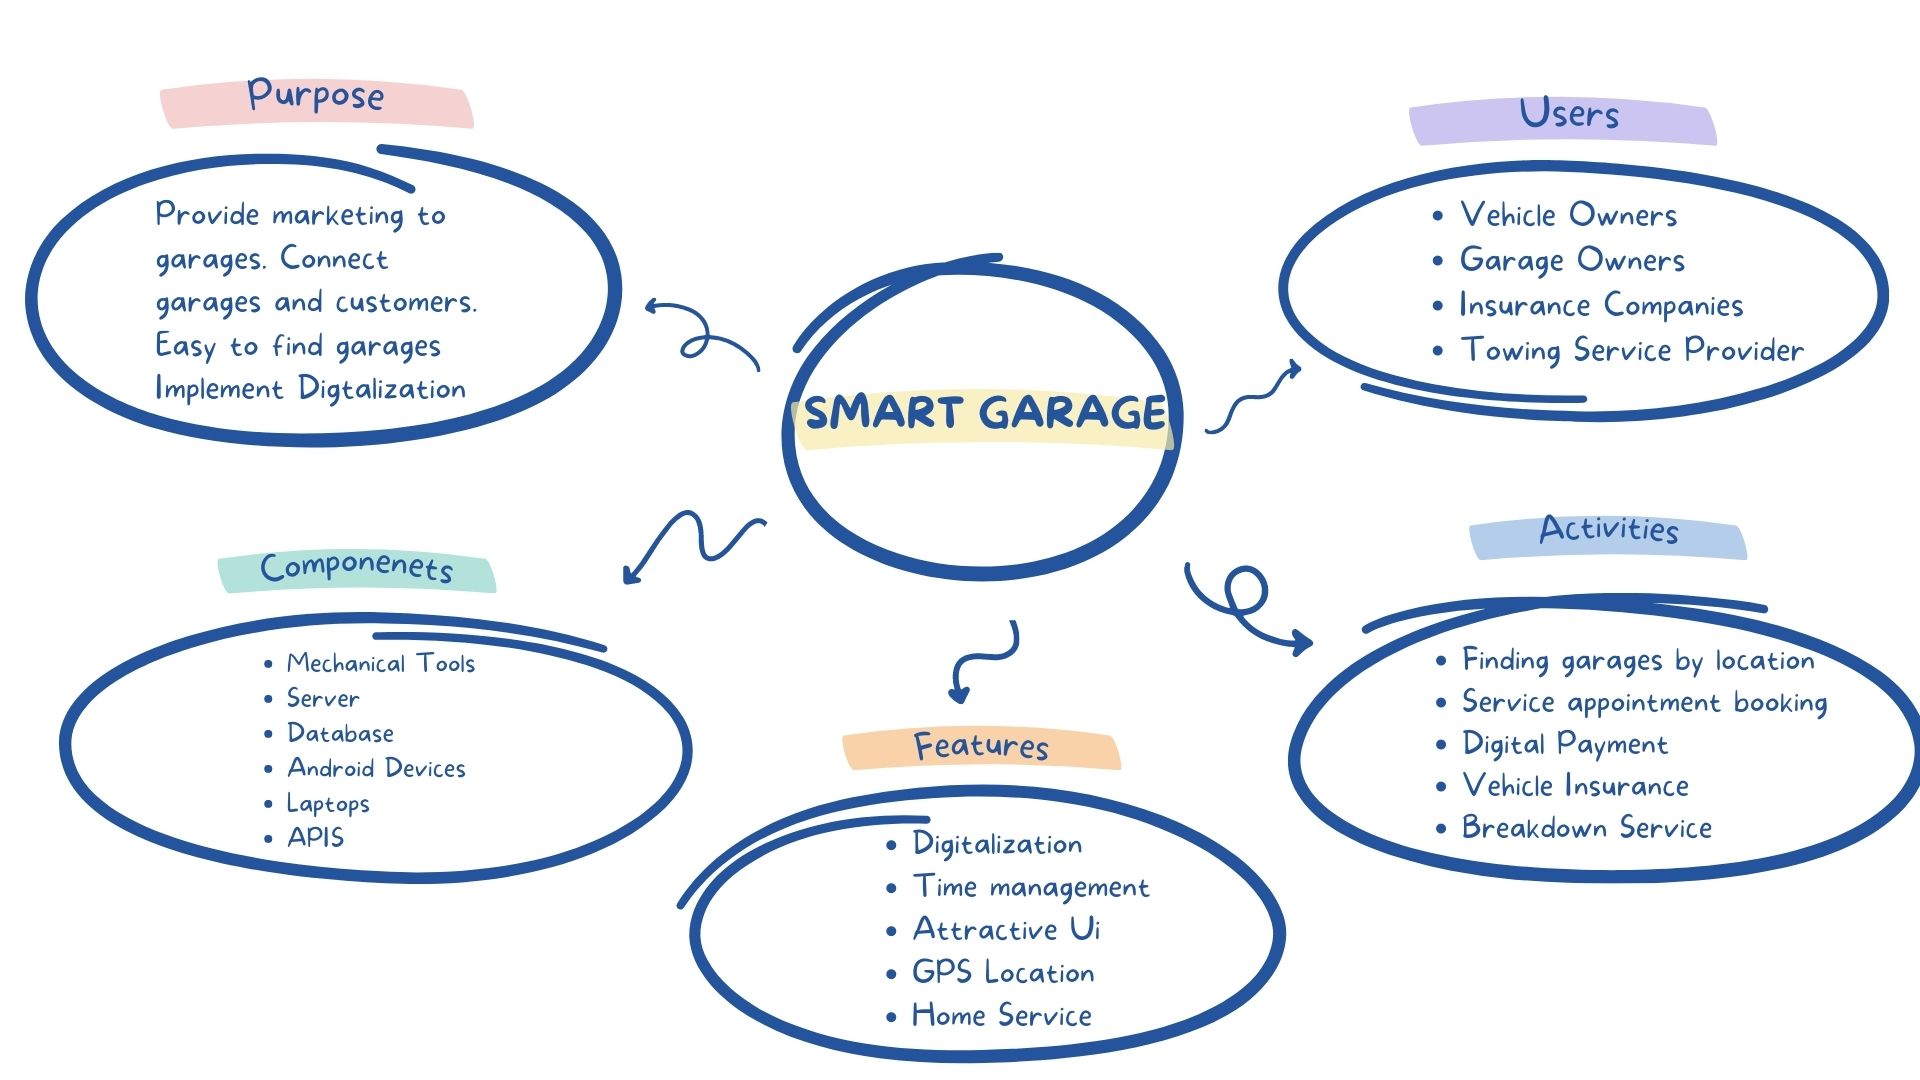 Purpose
Provide marketing to
garages. Connect
garages and customers.
Easy to find garages
Implement Digtalization
Users
Vehicle Owners
Garage Owners
Insurance Companies
Towing Service Provider
SMART GARAGE
Componenets
Mechanical Tools
Server
Database
Android Devices
Laptops
APIS
Features
Digitalization
Time management
Attractive Ui
GPS Location
Home Service
Activities
Finding garages by location
Service appointment booking
Digital Payment
Vehicle Insurance
Breakdown Service